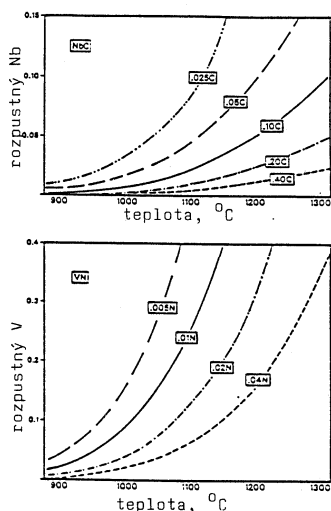 0.15
NbC
.025C
0.10
.05C
.10C
0.05
.20C
.40C
rozpustný Nb
900 1000 1100 1200 1300
teplota, °C
0.4
VN
.005N
0.3
.01N
0.2
.02N
.04N
0.1
rozpustný V
900 1000 1100 1200 1300
teplota, °C